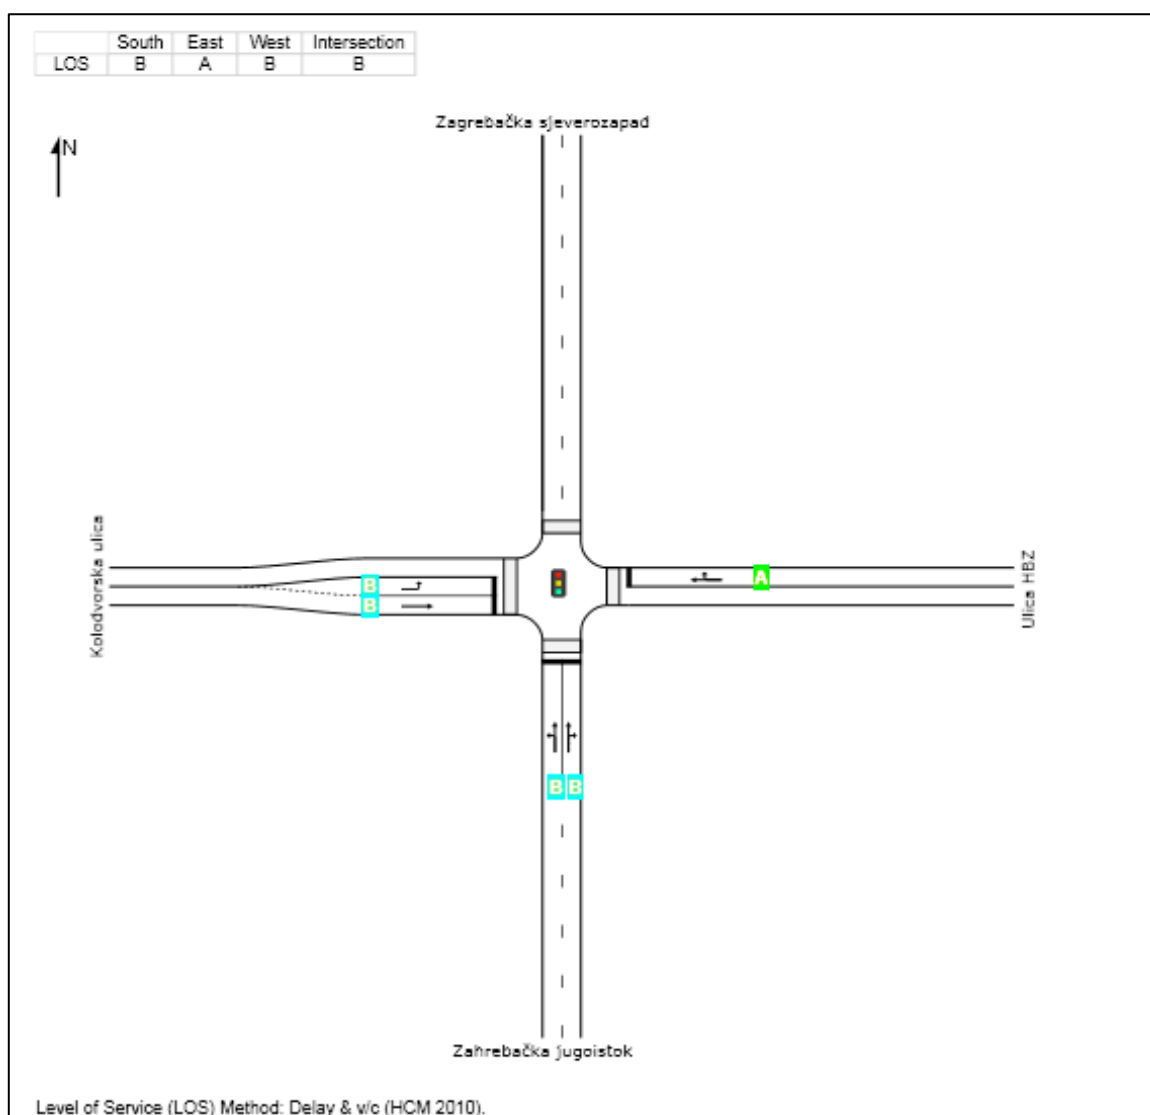 South East West Intersection
LOS B A B B
Zagrebačka sjeverozapad
N
Kolodvorska ulica
B
B
A
Ulica HBZ
B B
Zahrebačka jugoistok
Level of Service (LOS) Method: Delay & v/c (HCM 2010).